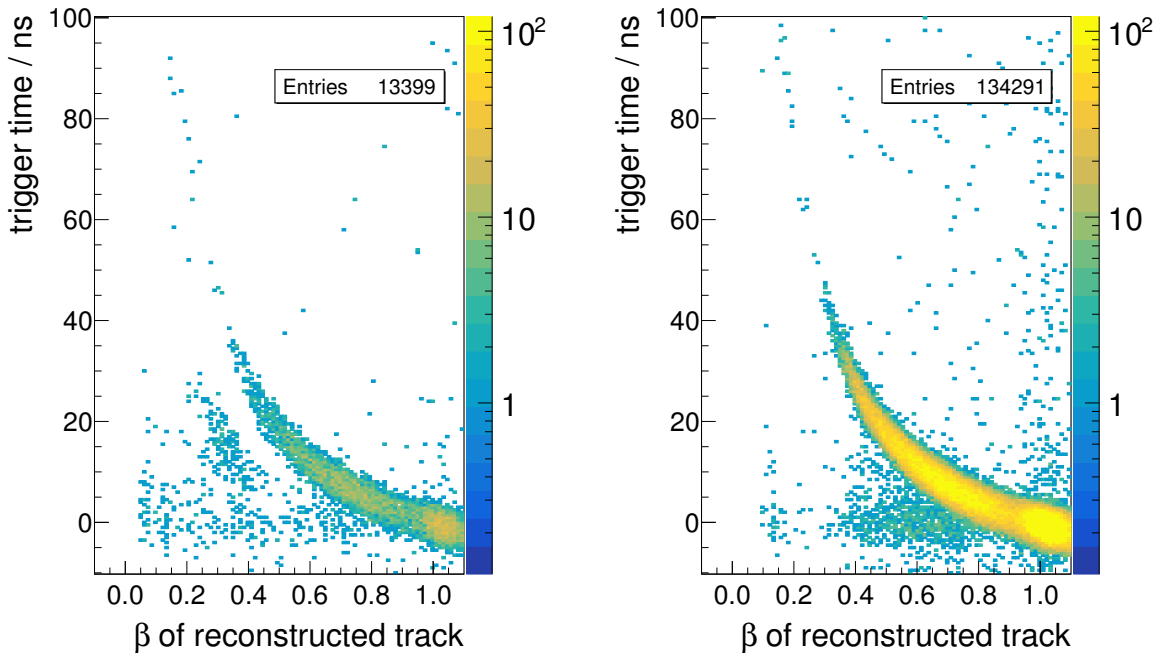 trigger time / ns
100
80
60
40
20
0
Entries 13399
10²
10
1
0.0 0.2 0.4 0.6 0.8 1.0
β of reconstructed track
trigger time / ns
100
80
60
40
20
0
Entries 134291
10²
10
1
0.0 0.2 0.4 0.6 0.8 1.0
β of reconstructed track